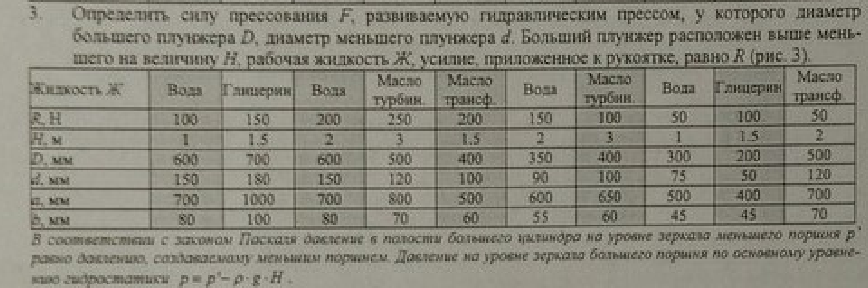 3. Определить силу прессования F, развиваемую гидравлическим прессом, у которого диаметр
большего плунжера D, диаметр меньшего плунжера d. Больший плунжер расположен выше мень-
шего на величину H, рабочая жидкость Ж, усилие, приложенное к рукоятке, равно R (рис. 3).
Жидкость Ж Вода Глицерин Вода Масло турбин. Масло трансф. Вода Масло турбин. Вода Глицерин Масло трансф.
R, Н 100 150 200 250 200 150 100 50 100 50
H, м 1 1.5 2 3 1.5 2 3 1 1.5 2
D, мм 600 700 600 500 400 350 400 300 200 500
d, мм 150 180 150 120 100 90 100 75 50 120
a, мм 700 1000 700 800 500 600 650 500 400 700
b, мм 80 100 80 70 60 55 60 45 45 70
В соответствии с законом Паскаля давление в полости большего цилиндра на уровне зеркала меньшего поршня p'
равно давлению, создаваемому меньшим поршнем. Давление на уровне зеркала большего поршня по основному уравне-
нию гидростатики p = p' – ρ · g · H .